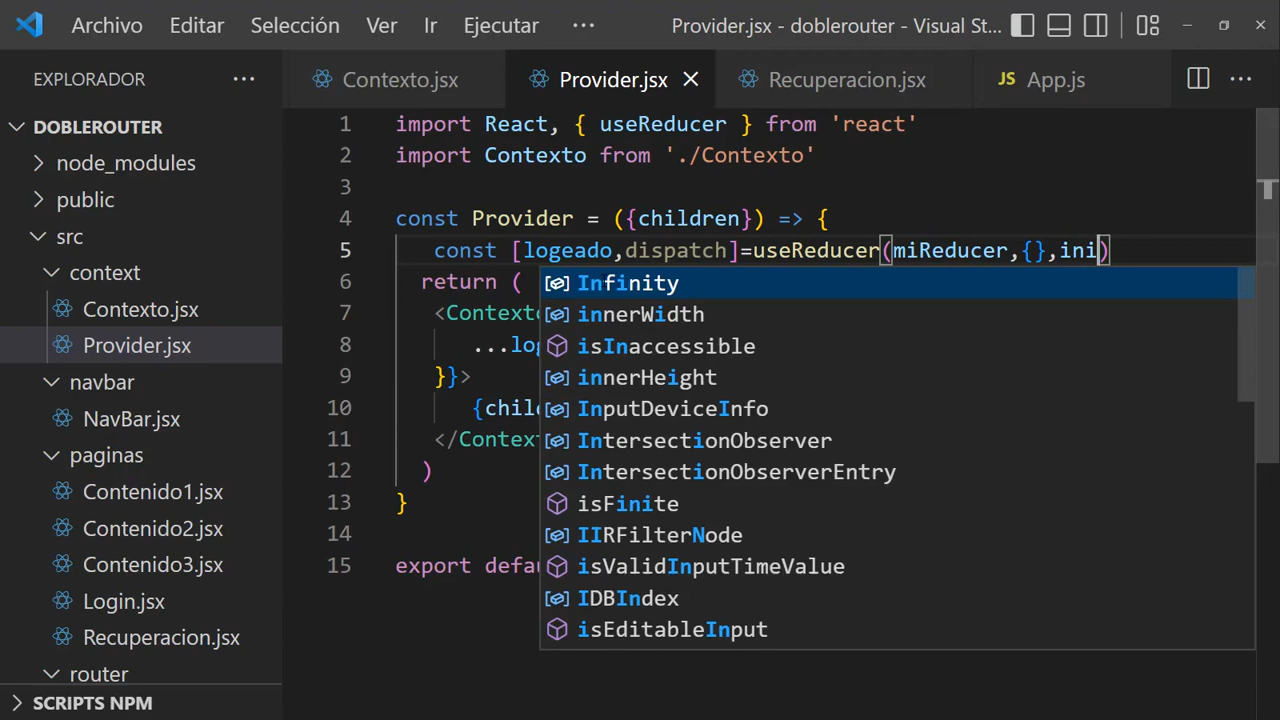 Archivo Editar Selección Ver Ir Ejecutar ··· Provider.jsx - doblerouter - Visual St...
EXPLORADOR ···
DOBLEROUTER
node_modules
public
src
context
Contexto.jsx
Provider.jsx
navbar
NavBar.jsx
paginas
Contenido1.jsx
Contenido2.jsx
Contenido3.jsx
Login.jsx
Recuperacion.jsx
router
SCRIPTS NPM
Contexto.jsx Provider.jsx Recuperacion.jsx JS App.js ···
1 import React, { useReducer } from 'react'
2 import Contexto from './Contexto'
3
4 const Provider = ({children}) => {
5 const [logeado,dispatch]=useReducer(miReducer,{},ini)
6 return (
7 <Contexto
8 ...log
9 }}>
10 {child
11 </Context
12 )
13 }
14
15 export defau
Infinity
innerWidth
isInaccessible
innerHeight
InputDeviceInfo
IntersectionObserver
IntersectionObserverEntry
isFinite
IIRFilterNode
isValidInputTimeValue
IDBIndex
isEditableInput